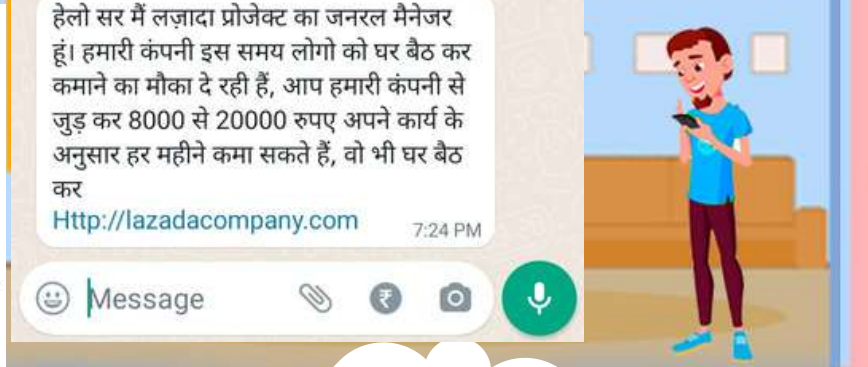 हेलो सर मैं लज़ादा प्रोजेक्ट का जनरल मैनेजर
हूं। हमारी कंपनी इस समय लोगो को घर बैठ कर
कमाने का मौका दे रही हैं, आप हमारी कंपनी से
जुड़ कर 8000 से 20000 रुपए अपने कार्य के
अनुसार हर महीने कमा सकते हैं, वो भी घर बैठ
कर
Http://lazadacompany.com
7:24 PM
Message